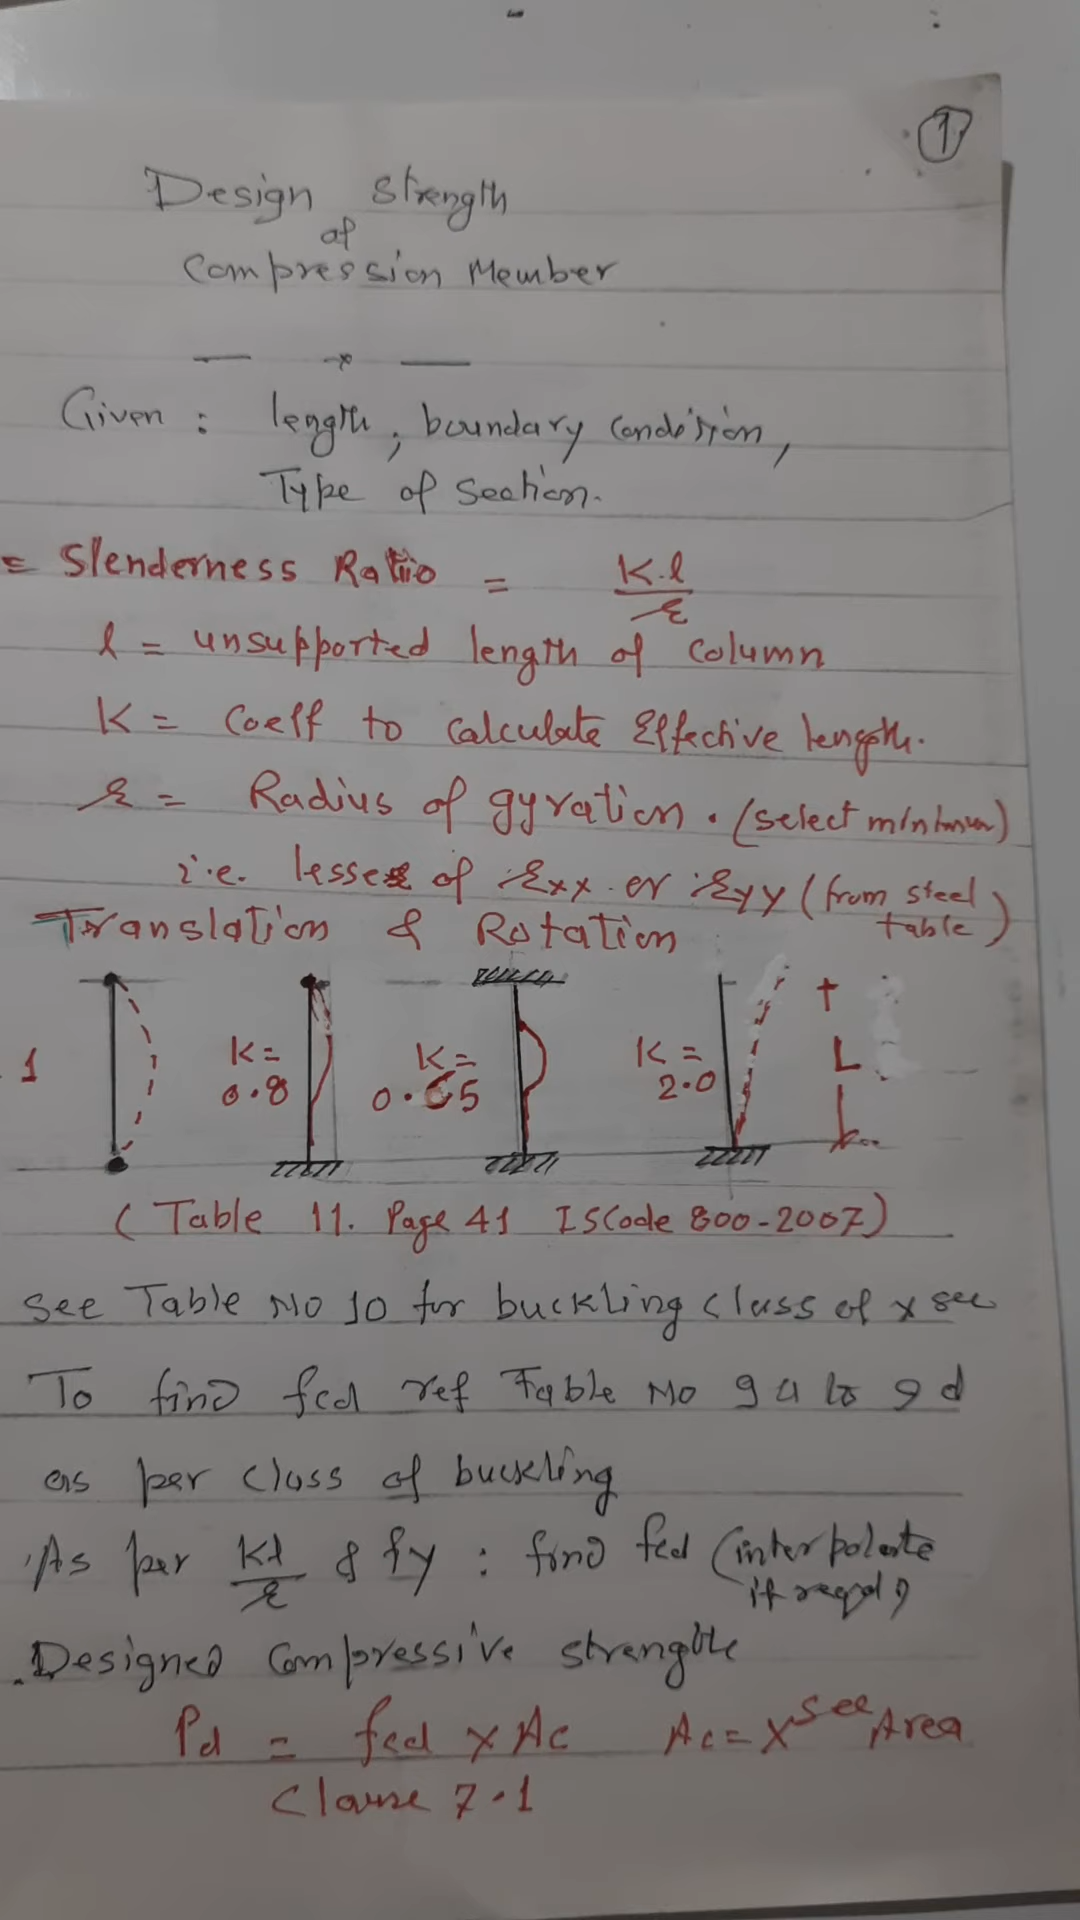 1
Design Strength
of
Compression Member
Given : length, boundary condition,
Type of Section.
= Slenderness Ratio = K.l/r
l = unsupported length of column
K = Coeff to calculate Effective length.
r = Radius of gyration. (select minimum)
i.e. lesser of rxx or ryy (from steel table)
Translation & Rotation
1 K = 0.8 K = 0.65 K = 2.0 + L
(Table 11. Page 41 IS Code 800-2007)
See Table No 10 for buckling class of x sec
To find fcd ref Table No 9a to 9d
as per class of buckling
As per Kl/r & fy : find fcd (interpolate if reqd)
Designed Compressive strength
Pd = fcd x Ac Ac = x sec Area
Clause 7.1